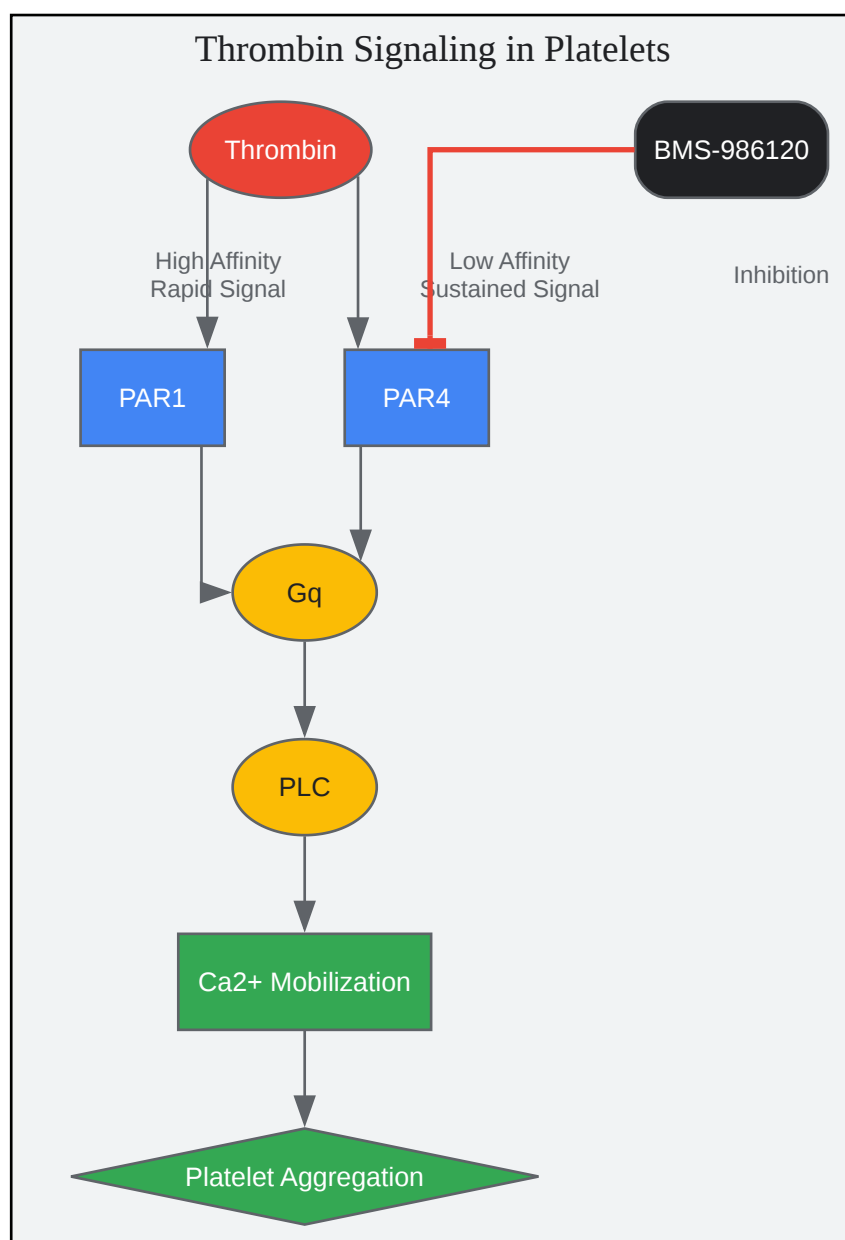 Thrombin Signaling in Platelets
Thrombin
BMS-986120
High Affinity
Rapid Signal
Low Affinity
Sustained Signal
Inhibition
PAR1
PAR4
Gq
PLC
Ca2+ Mobilization
Platelet Aggregation